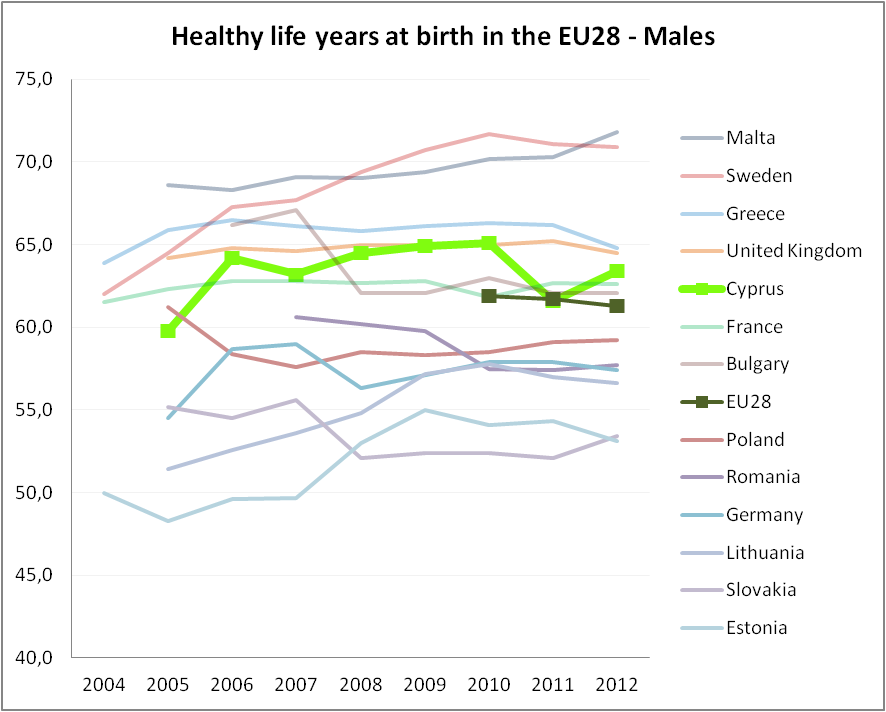 Healthy life years at birth in the EU28 - Males
75,0
70,0
65,0
60,0
55,0
50,0
45,0
40,0
2004 2005 2006 2007 2008 2009 2010 2011 2012
Malta
Sweden
Greece
United Kingdom
Cyprus
France
Bulgary
EU28
Poland
Romania
Germany
Lithuania
Slovakia
Estonia